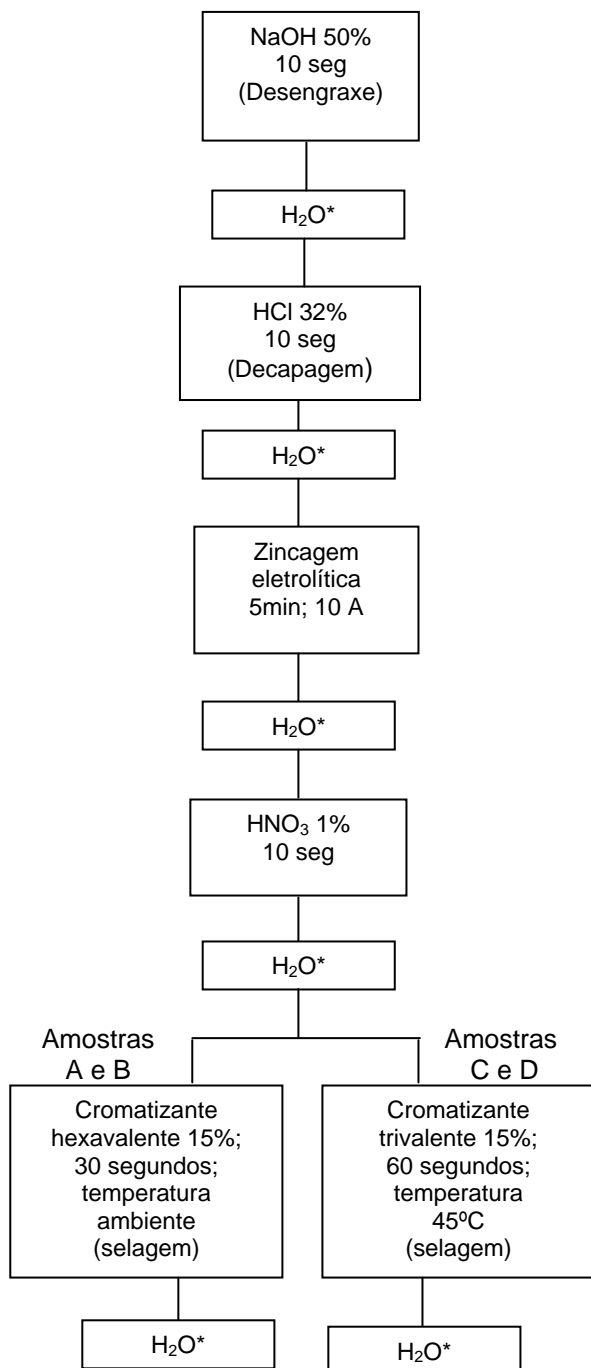 NaOH 50%
10 seg
(Desengraxe)
H₂O*
HCl 32%
10 seg
(Decapagem)
H₂O*
Zincagem
eletrolítica
5min; 10 A
H₂O*
HNO₃ 1%
10 seg
H₂O*
Amostras
A e B
Cromatizante
hexavalente 15%;
30 segundos;
temperatura
ambiente
(selagem)
H₂O*
Amostras
C e D
Cromatizante
trivalente 15%;
60 segundos;
temperatura
45ºC
(selagem)
H₂O*